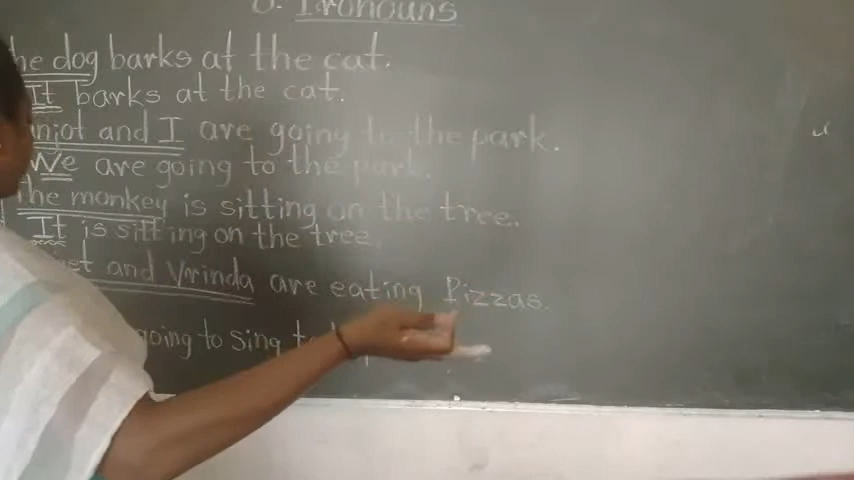 Pronouns
he dog barks at the cat.
It barks at the cat.
njot and I are going to the park.
We are going to the park.
The monkey is sitting on the tree.
It is sitting on the tree.
et and Vrinda are eating Pizzas.
going to sing